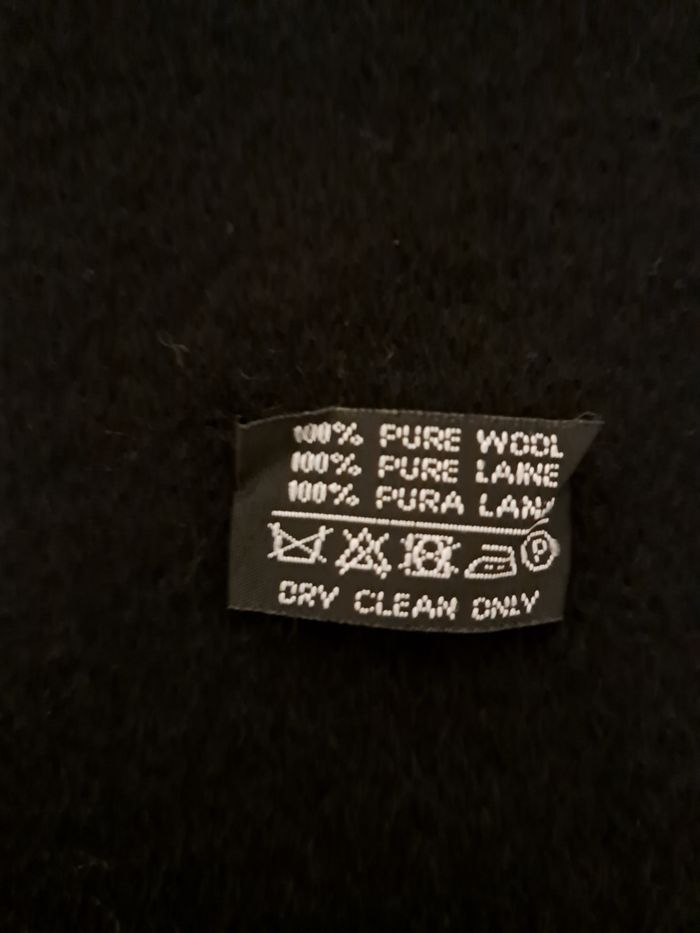 100% PURE WOOL
100% PURE LAINE
100% PURA LANA
P
DRY CLEAN ONLY